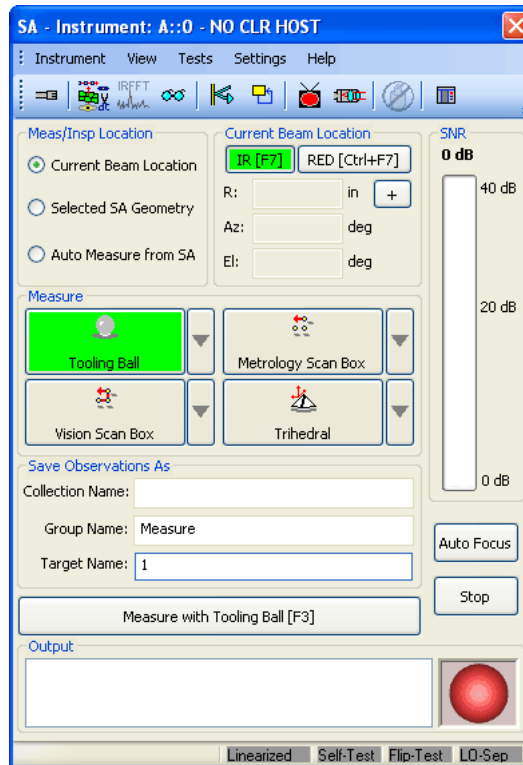 SA - Instrument: A::0 - NO CLR HOST
Instrument View Tests Settings Help
IRFFT
Meas/Insp Location
Current Beam Location
Selected SA Geometry
Auto Measure from SA
Current Beam Location
IR [F7] RED [Ctrl+F7]
R: in +
Az: deg
El: deg
SNR
0 dB
40 dB
20 dB
0 dB
Measure
Tooling Ball
Metrology Scan Box
Vision Scan Box
Trihedral
Save Observations As
Collection Name:
Group Name: Measure
Target Name: 1
Auto Focus
Stop
Measure with Tooling Ball [F3]
Output
Linearized Self-Test Flip-Test LO-Sep